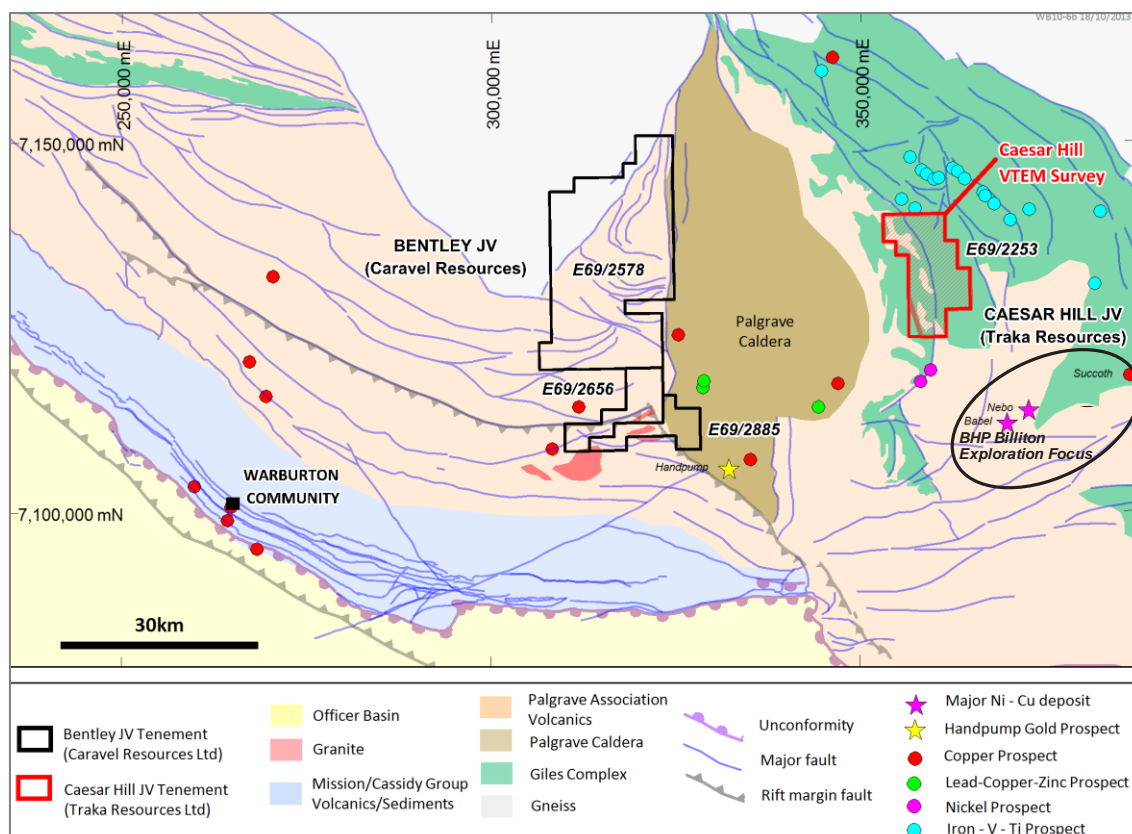 WB10-6b 18/10/2013
250,000 mE
300,000 mE
350,000 mE
7,150,000 mN
Caesar Hill
VTEM Survey
BENTLEY JV
(Caravel Resources)
E69/2578
E69/2253
CAESAR HILL JV
(Traka Resources)
Palgrave
Caldera
E69/2656
E69/2885
Succoth
Nebo
Babel
BHP Billiton
Exploration Focus
Handpump
WARBURTON
COMMUNITY
7,100,000 mN
30km
Bentley JV Tenement
(Caravel Resources Ltd)
Caesar Hill JV Tenement
(Traka Resources Ltd)
Officer Basin
Granite
Mission/Cassidy Group
Volcanics/Sediments
Palgrave Association
Volcanics
Palgrave Caldera
Giles Complex
Gneiss
Unconformity
Major fault
Rift margin fault
Major Ni - Cu deposit
Handpump Gold Prospect
Copper Prospect
Lead-Copper-Zinc Prospect
Nickel Prospect
Iron - V - Ti Prospect